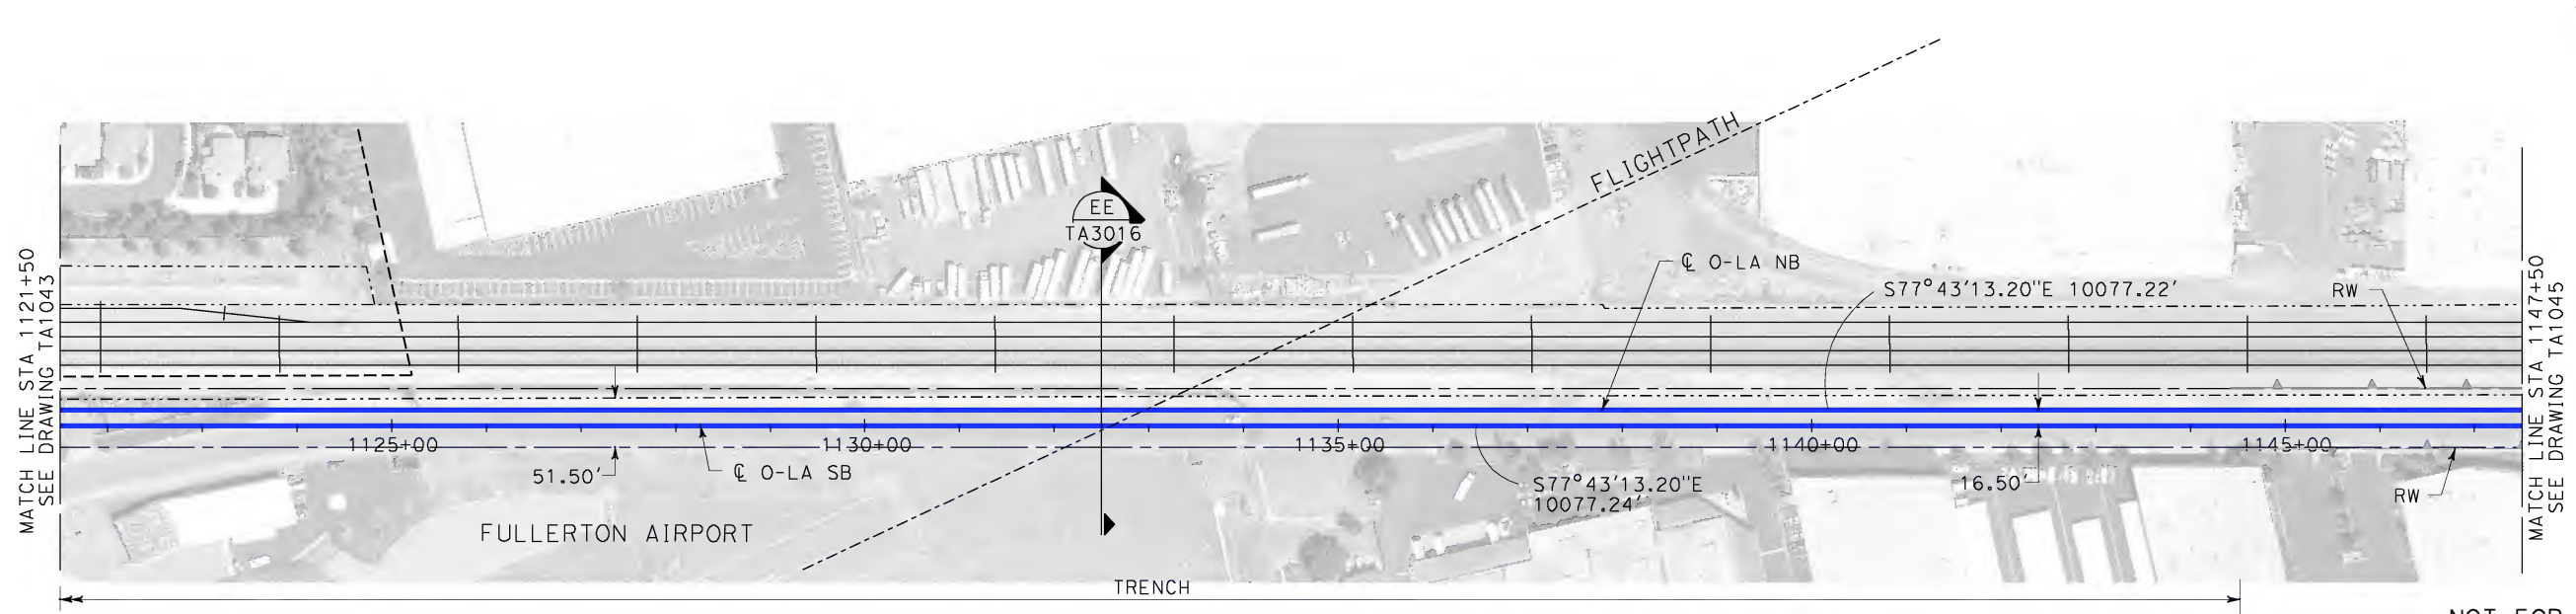 FLIGHTPATH
EE
TA3016
MATCH LINE STA 1121+50
SEE DRAWING TA1043
℄ O-LA NB
S77°43'13.20"E 10077.22'
RW
MATCH LINE STA 1147+50
SEE DRAWING TA1045
1125+00
1130+00
1135+00
1140+00
1145+00
51.50'
℄ O-LA SB
S77°43'13.20"E
10077.24'
16.50'
RW
FULLERTON AIRPORT
TRENCH